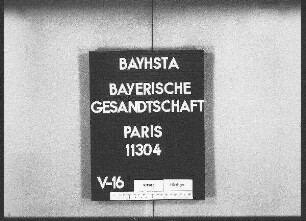 BAYHSTA
BAYERISCHE
GESANDTSCHAFT
PARIS
11304
V-16